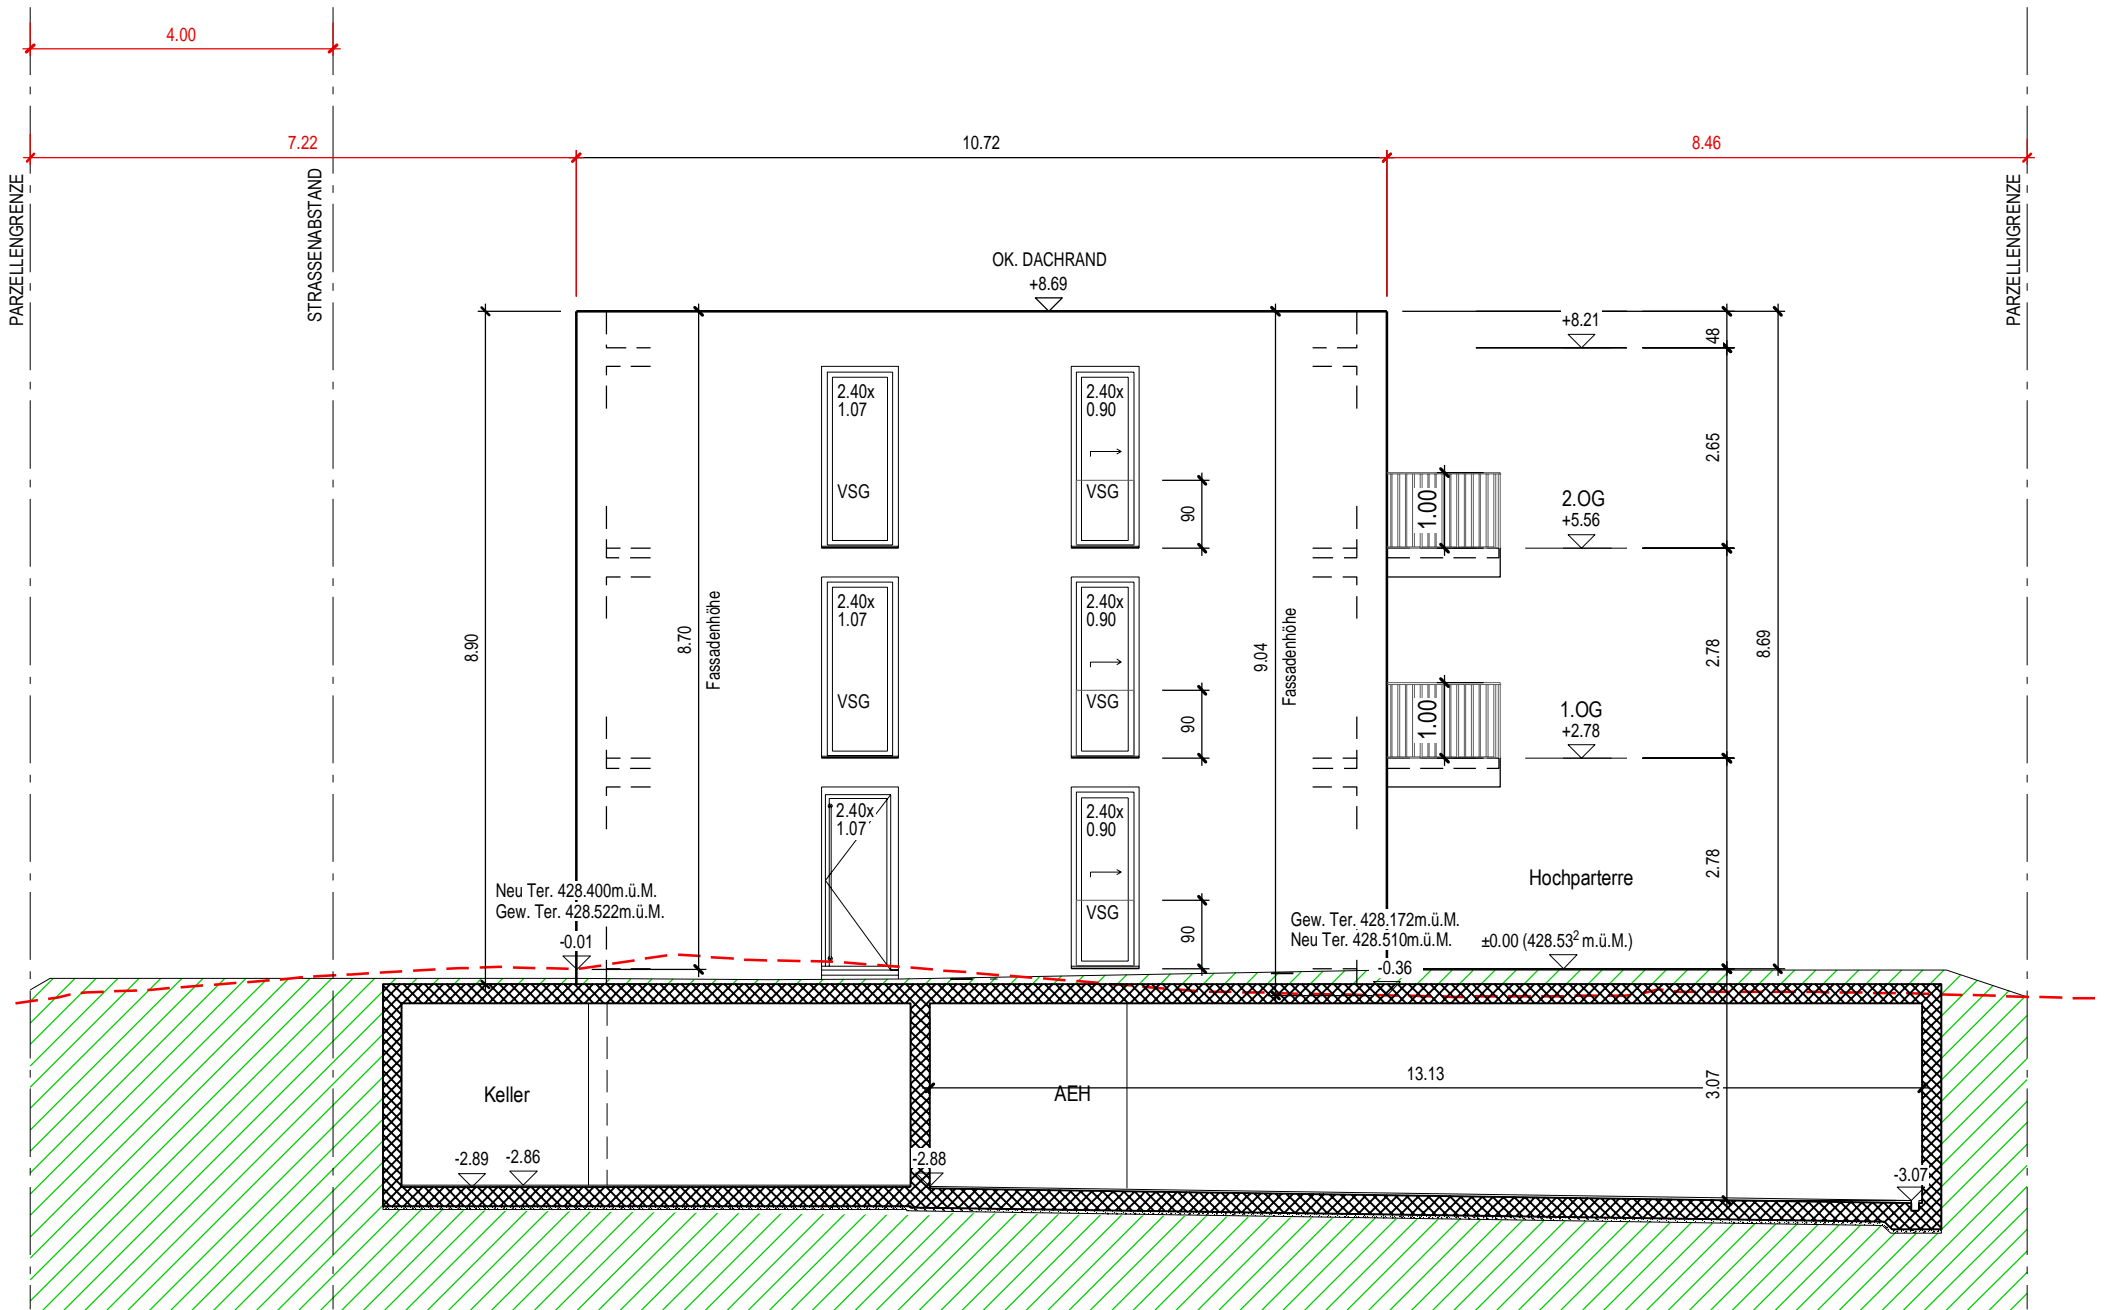 4.00
7.22
10.72
8.46
PARZELLENGRENZE
STRASSENABSTAND
PARZELLENGRENZE
OK. DACHRAND
+8.69
+8.21
48
2.40x
1.07
VSG
2.40x
0.90
VSG
90
2.65
1.00
2.OG
+5.56
8.90
8.70
Fassadenhöhe
2.40x
1.07
VSG
2.40x
0.90
VSG
90
9.04
Fassadenhöhe
2.78
8.69
1.00
1.OG
+2.78
2.40x
1.07
2.40x
0.90
VSG
90
2.78
Hochparterre
Neu Ter. 428.400m.ü.M.
Gew. Ter. 428.522m.ü.M.
-0.01
Gew. Ter. 428.172m.ü.M.
Neu Ter. 428.510m.ü.M.
±0.00 (428.53² m.ü.M.)
-0.36
Keller
AEH
13.13
3.07
-2.89
-2.86
-2.88
-3.07